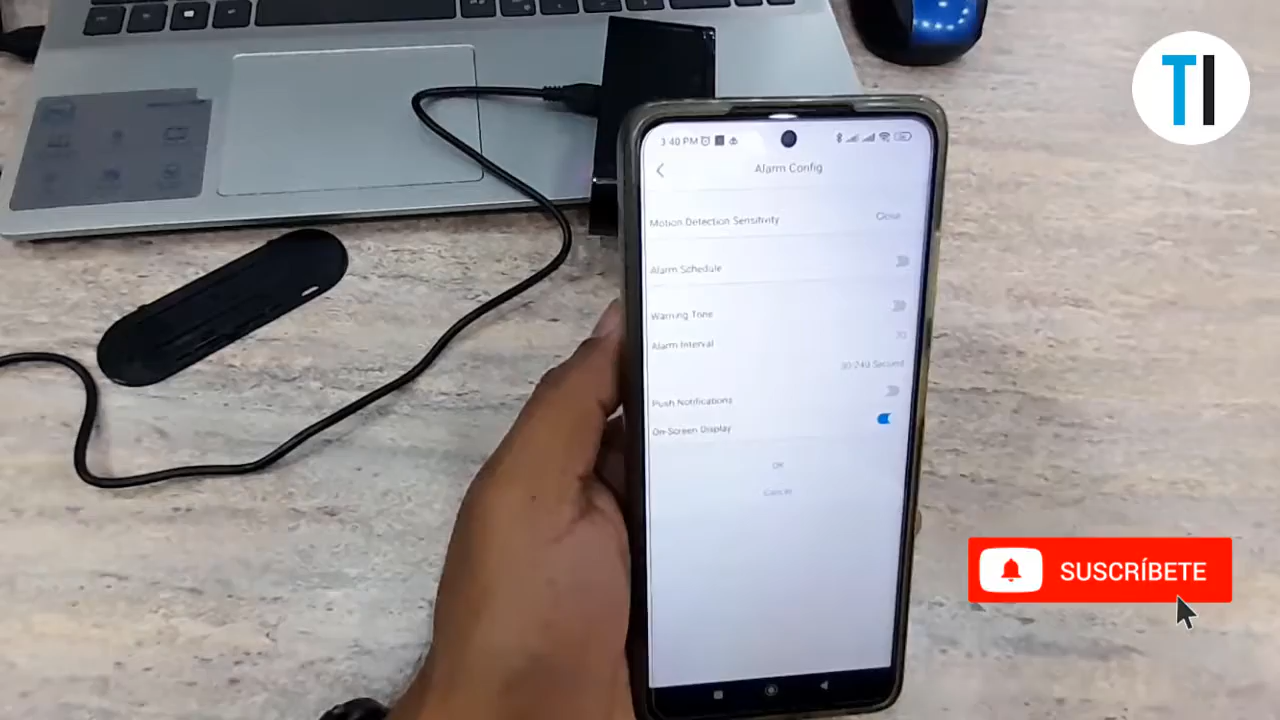 TI
3:40 PM
Alarm Config
Motion Detection Sensitivity Close
Alarm Schedule
Warning Tone
Alarm Interval 30
30-240 Second
Push Notifications
On-Screen Display
OK
Cancel
SUSCRÍBETE